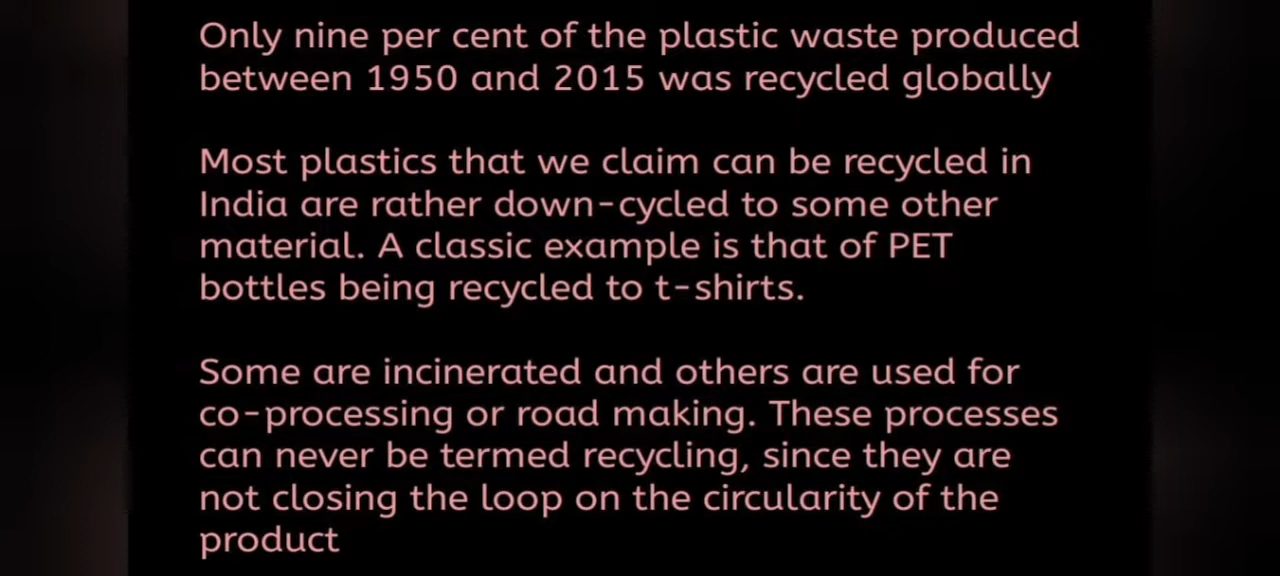 Only nine per cent of the plastic waste produced
between 1950 and 2015 was recycled globally
Most plastics that we claim can be recycled in
India are rather down-cycled to some other
material. A classic example is that of PET
bottles being recycled to t-shirts.
Some are incinerated and others are used for
co-processing or road making. These processes
can never be termed recycling, since they are
not closing the loop on the circularity of the
product